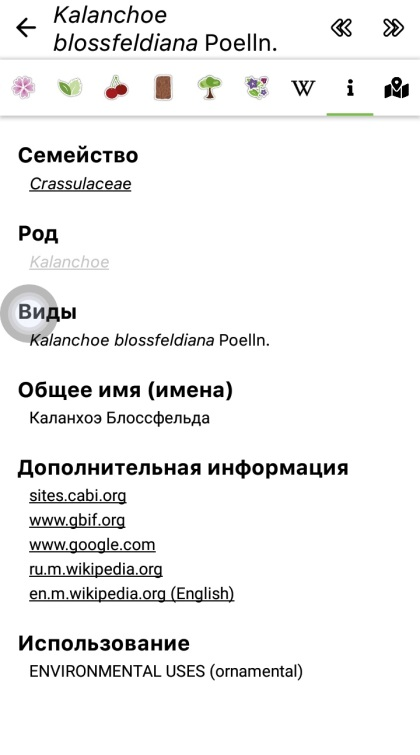 Kalanchoe
blossfeldiana Poelln.
W i
Семейство
Crassulaceae
Род
Kalanchoe
Виды
Kalanchoe blossfeldiana Poelln.
Общее имя (имена)
Каланхоэ Блоссфельда
Дополнительная информация
sites.cabi.org
www.gbif.org
www.google.com
ru.m.wikipedia.org
en.m.wikipedia.org (English)
Использование
ENVIRONMENTAL USES (ornamental)